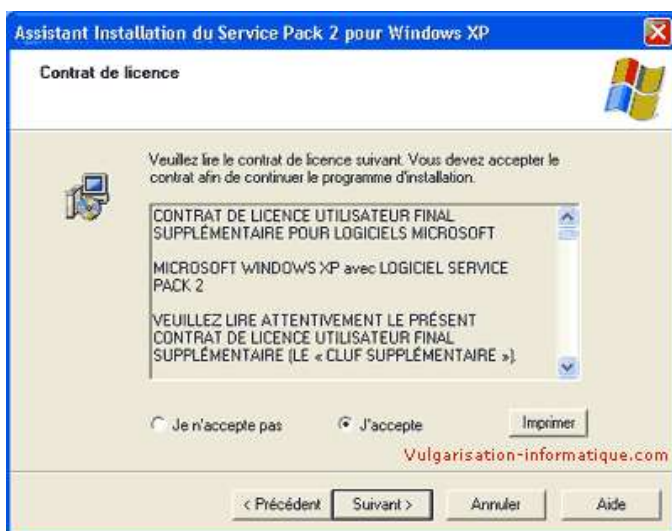 Assistant Installation du Service Pack 2 pour Windows XP
Contrat de licence
Veuillez lire le contrat de licence suivant. Vous devez accepter le
contrat afin de continuer le programme d'installation.
CONTRAT DE LICENCE UTILISATEUR FINAL
SUPPLÉMENTAIRE POUR LOGICIELS MICROSOFT
MICROSOFT WINDOWS XP avec LOGICIEL SERVICE
PACK 2
VEUILLEZ LIRE ATTENTIVEMENT LE PRÉSENT
CONTRAT DE LICENCE UTILISATEUR FINAL
SUPPLÉMENTAIRE (LE « CLUF SUPPLÉMENTAIRE »).
Je n'accepte pas J'accepte Imprimer
Vulgarisation-informatique.com
< Précédent Suivant > Annuler Aide